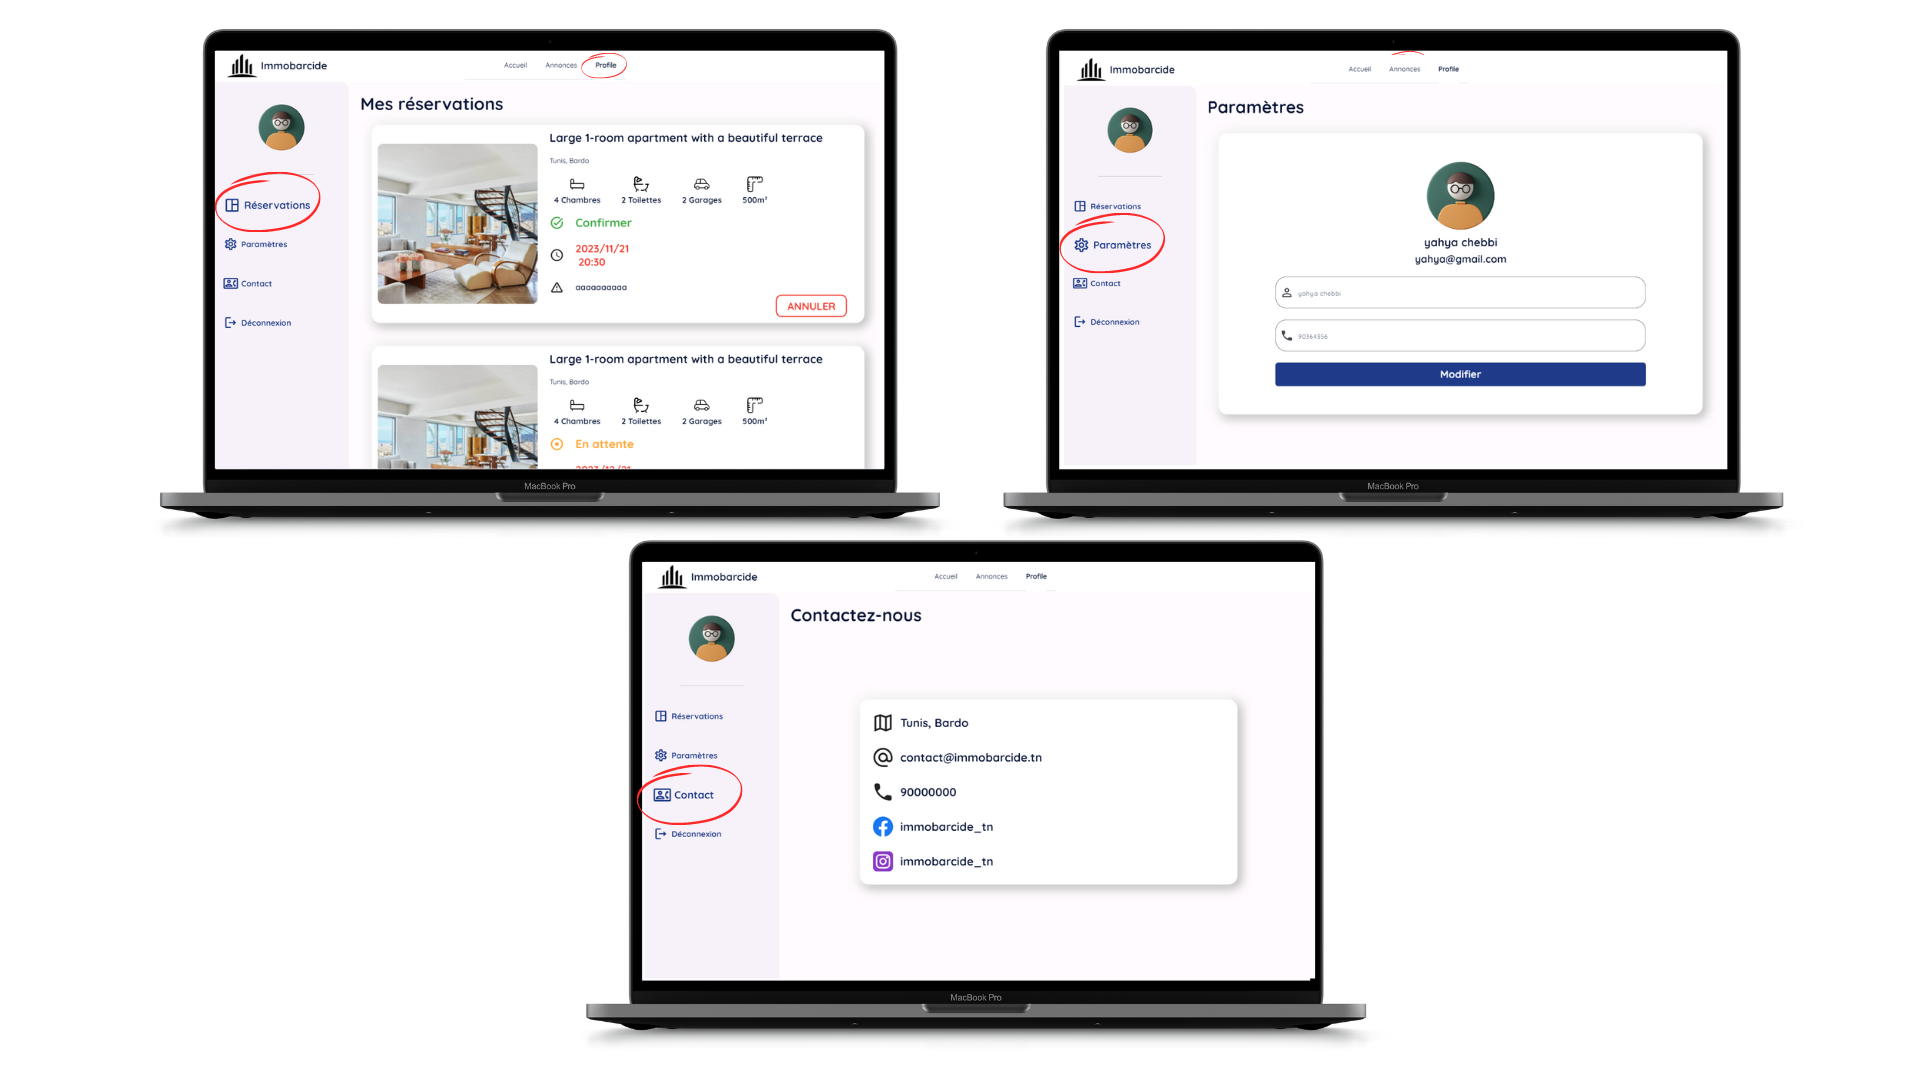 Immobarcide
Accueil Annonces Profile
Mes réservations
Large 1-room apartment with a beautiful terrace
Tunis, Bardo
4 Chambres 2 Toilettes 2 Garages 500m²
Confirmer
2023/11/21
20:30
aaaaaaaaaa
ANNULER
Large 1-room apartment with a beautiful terrace
Tunis, Bardo
4 Chambres 2 Toilettes 2 Garages 500m²
En attente
2023/12/21
Réservations
Paramètres
Contact
Déconnexion
MacBook Pro
Immobarcide
Accueil Annonces Profile
Paramètres
Réservations
Paramètres
Contact
Déconnexion
yahya chebbi
yahya@gmail.com
yahya chebbi
90364356
Modifier
MacBook Pro
Immobarcide
Accueil Annonces Profile
Contactez-nous
Réservations
Paramètres
Contact
Déconnexion
Tunis, Bardo
contact@immobarcide.tn
90000000
immobarcide_tn
immobarcide_tn
MacBook Pro